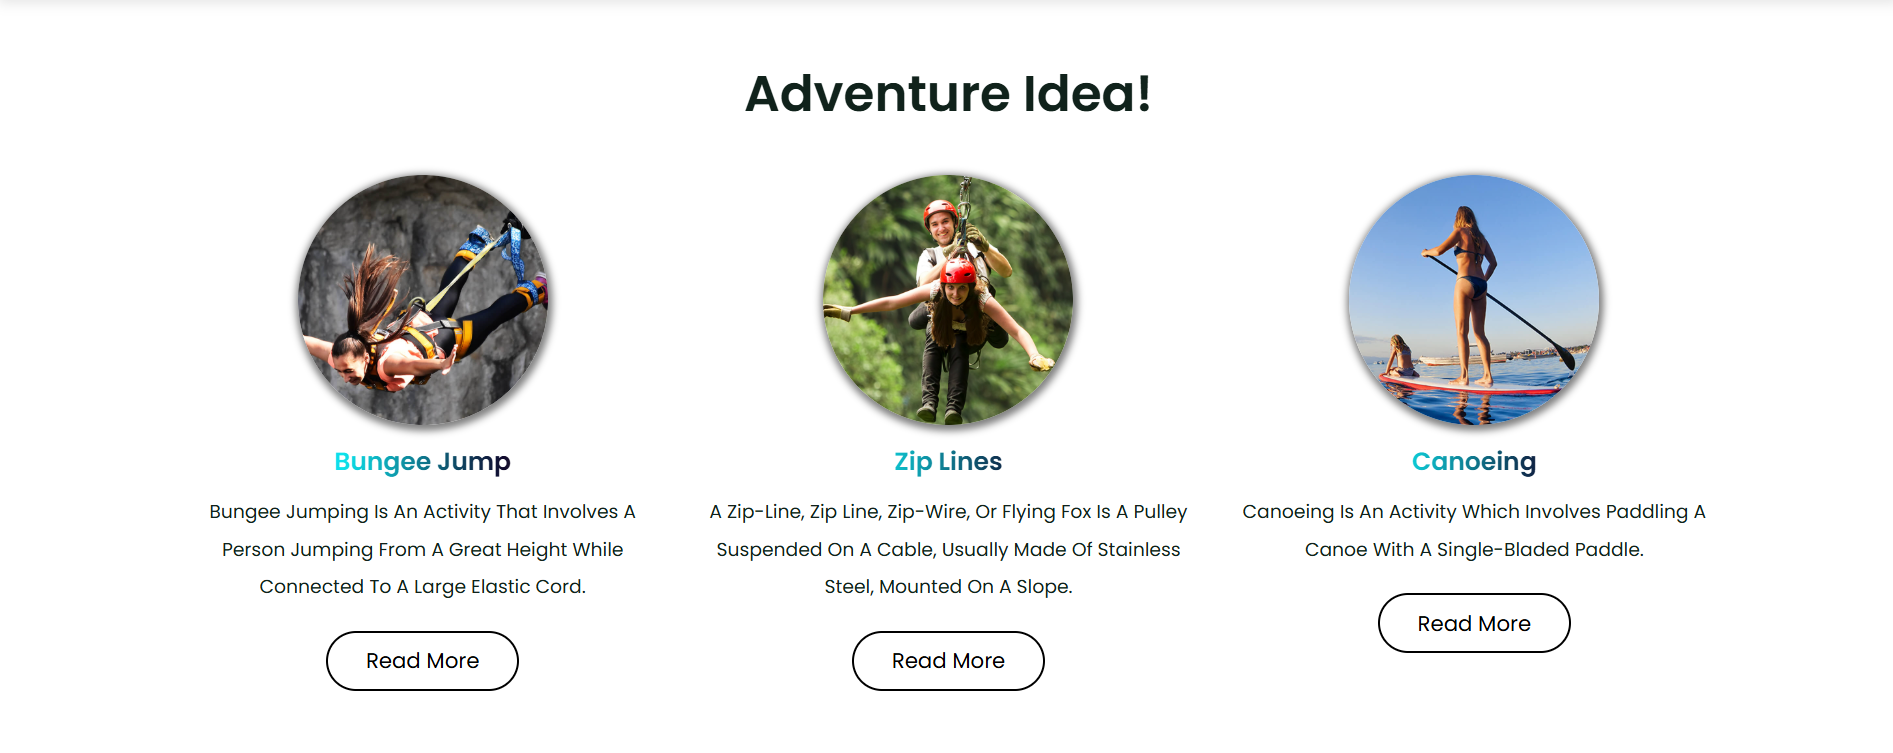 Adventure Idea!
Bungee Jump
Bungee Jumping Is An Activity That Involves A
Person Jumping From A Great Height While
Connected To A Large Elastic Cord.
Read More
Zip Lines
A Zip-Line, Zip Line, Zip-Wire, Or Flying Fox Is A Pulley
Suspended On A Cable, Usually Made Of Stainless
Steel, Mounted On A Slope.
Read More
Canoeing
Canoeing Is An Activity Which Involves Paddling A
Canoe With A Single-Bladed Paddle.
Read More